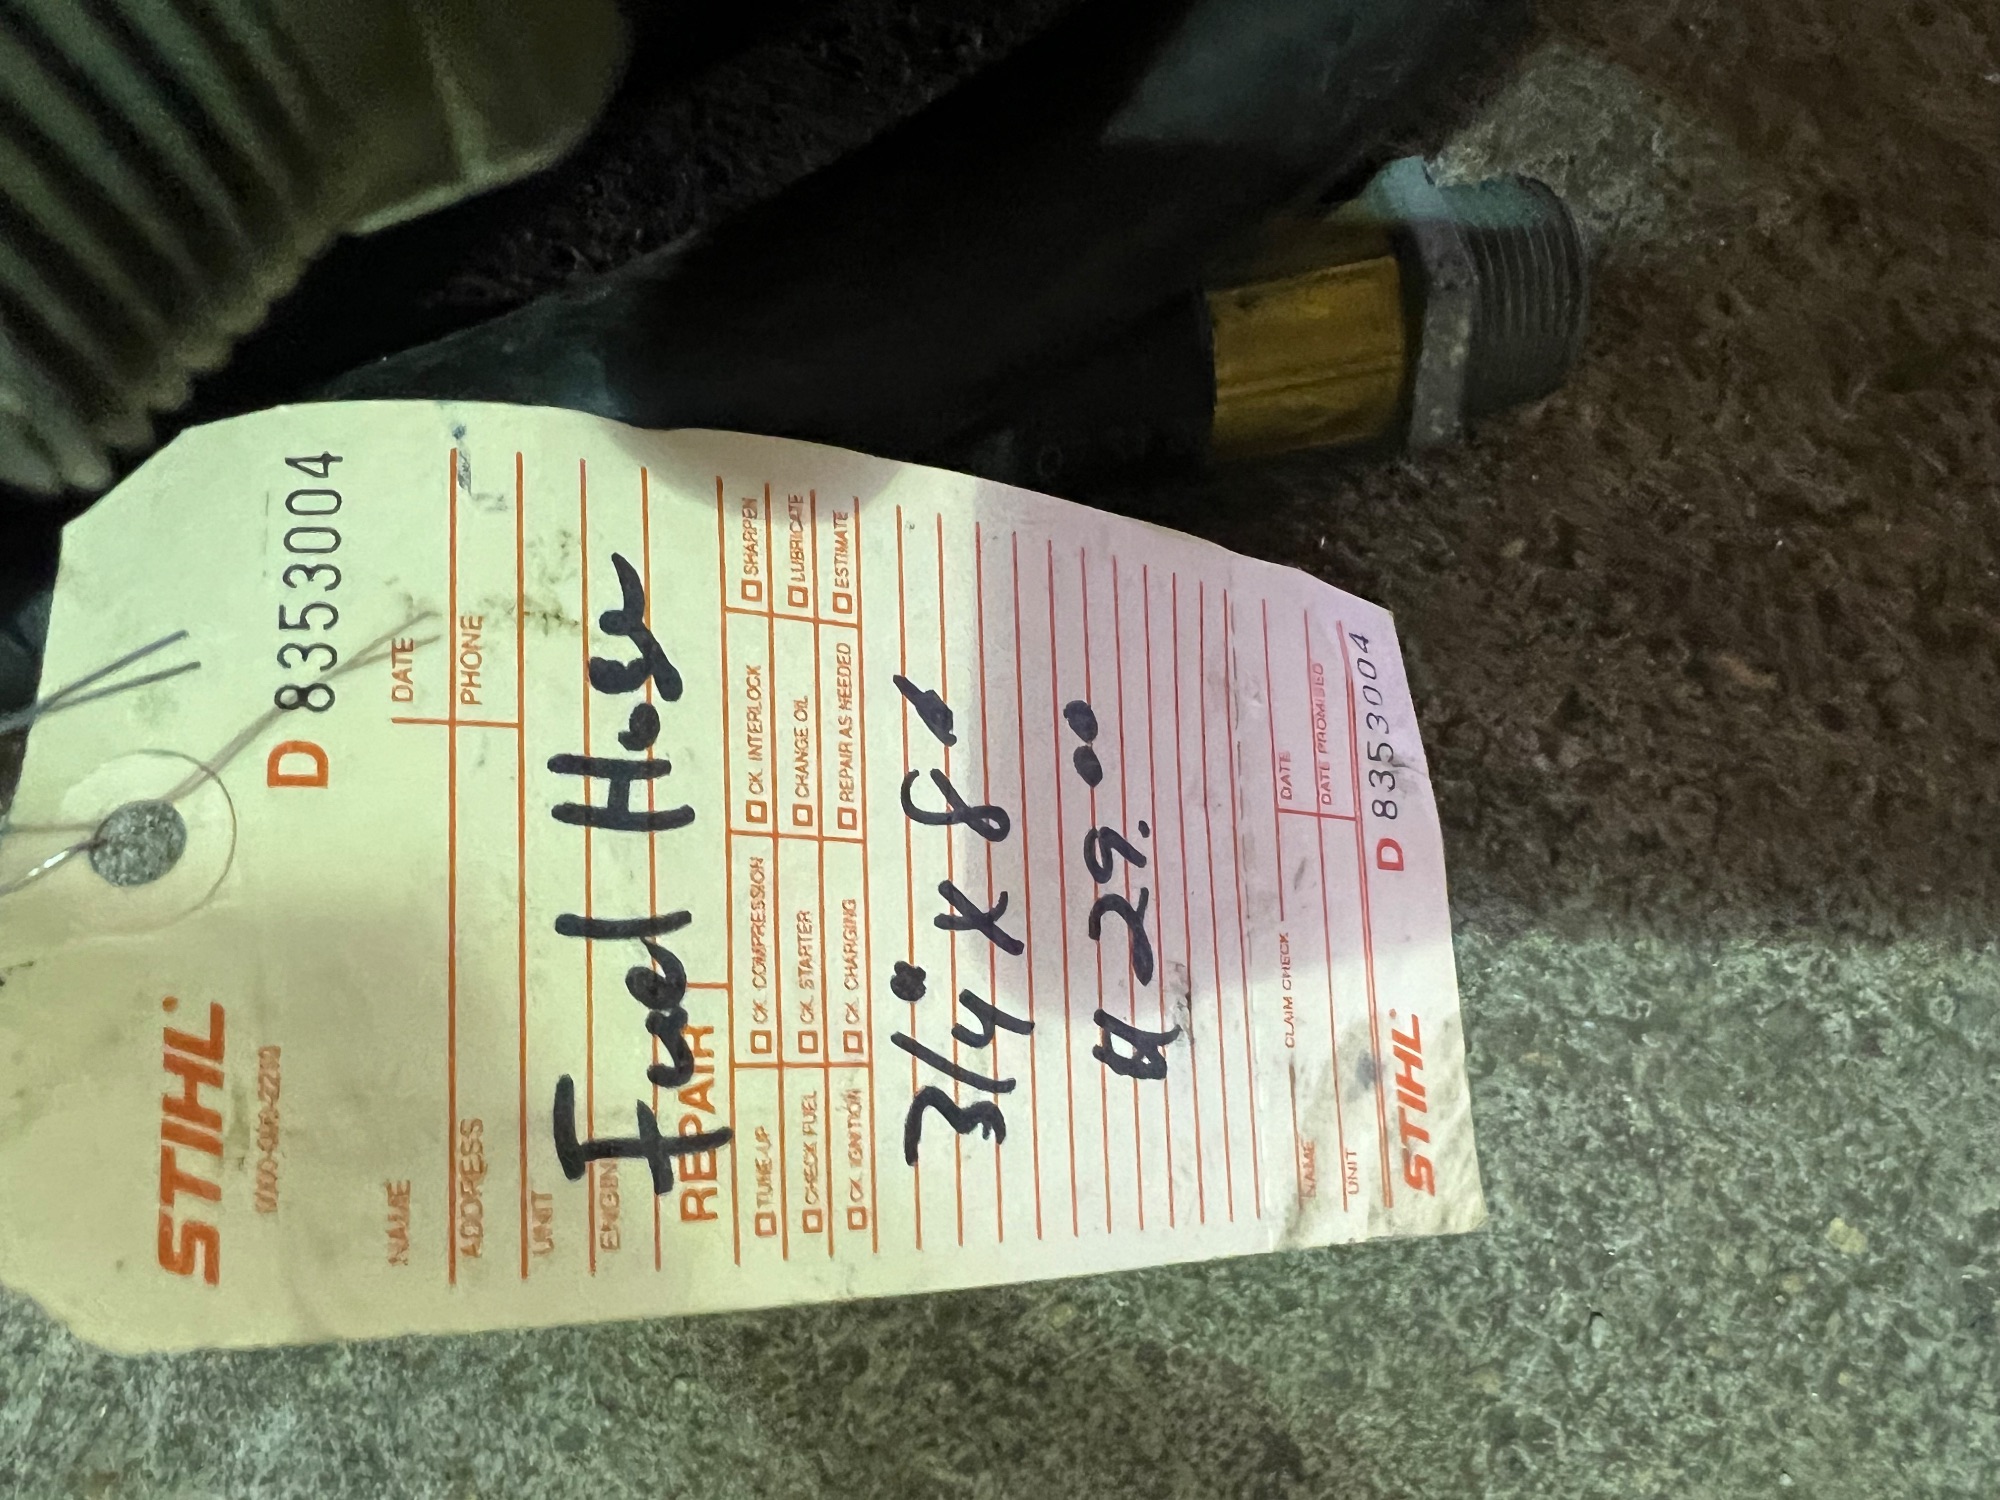 STIHL
D 8353004
NAME DATE
ADDRESS PHONE
UNIT
Fuel Hose
REPAIR
TUNE-UP CK. COMPRESSION CK. INTERLOCK SHARPEN
CHECK FUEL CK. STARTER CHANGE OIL LUBRICATE
CK. IGNITION CK. CHARGING REPAIR AS NEEDED ESTIMATE
3/4" X 8
29.00
CLAIM CHECK DATE
NAME DATE PROMISED
UNIT
STIHL D 8353004